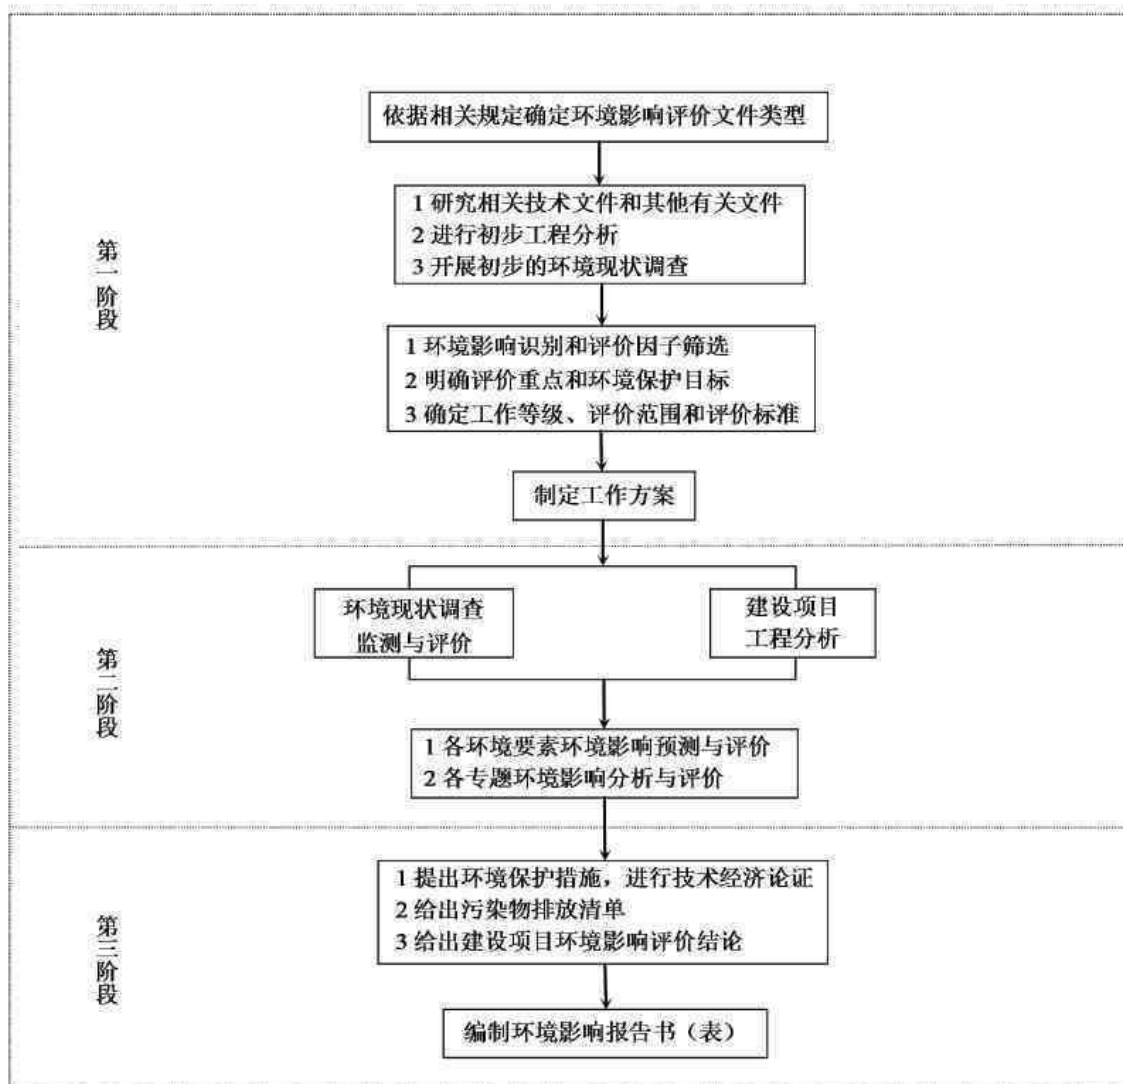 依据相关规定确定环境影响评价文件类型
1 研究相关技术文件和其他有关文件
2 进行初步工程分析
3 开展初步的环境现状调查
第一阶段
1 环境影响识别和评价因子筛选
2 明确评价重点和环境保护目标
3 确定工作等级、评价范围和评价标准
制定工作方案
环境现状调查
监测与评价
建设项目
工程分析
第二阶段
1 各环境要素环境影响预测与评价
2 各专题环境影响分析与评价
1 提出环境保护措施，进行技术经济论证
2 给出污染物排放清单
3 给出建设项目环境影响评价结论
第三阶段
编制环境影响报告书（表）